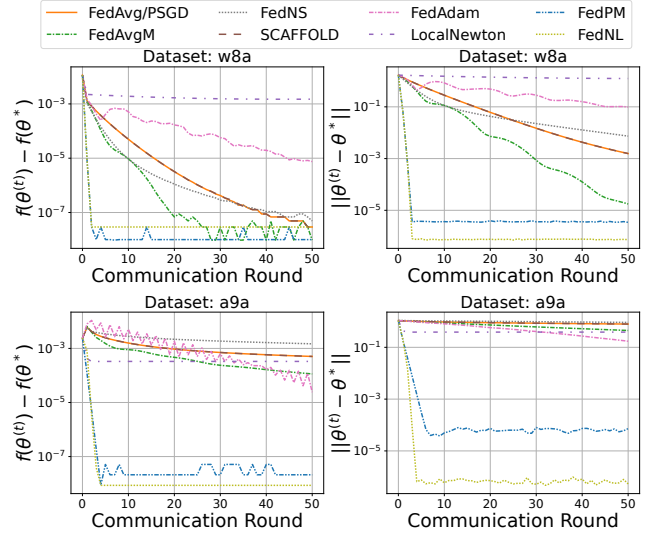 FedAvg/PSGD FedNS FedAdam FedPM
FedAvgM SCAFFOLD LocalNewton FedNL
Dataset: w8a
f(θ^(t)) − f(θ*)
10⁻³
10⁻⁵
10⁻⁷
0 10 20 30 40 50
Communication Round
Dataset: w8a
||θ^(t) − θ*||
10⁻¹
10⁻³
10⁻⁵
0 10 20 30 40 50
Communication Round
Dataset: a9a
f(θ^(t)) − f(θ*)
10⁻³
10⁻⁵
10⁻⁷
0 10 20 30 40 50
Communication Round
Dataset: a9a
||θ^(t) − θ*||
10⁻¹
10⁻³
10⁻⁵
0 10 20 30 40 50
Communication Round